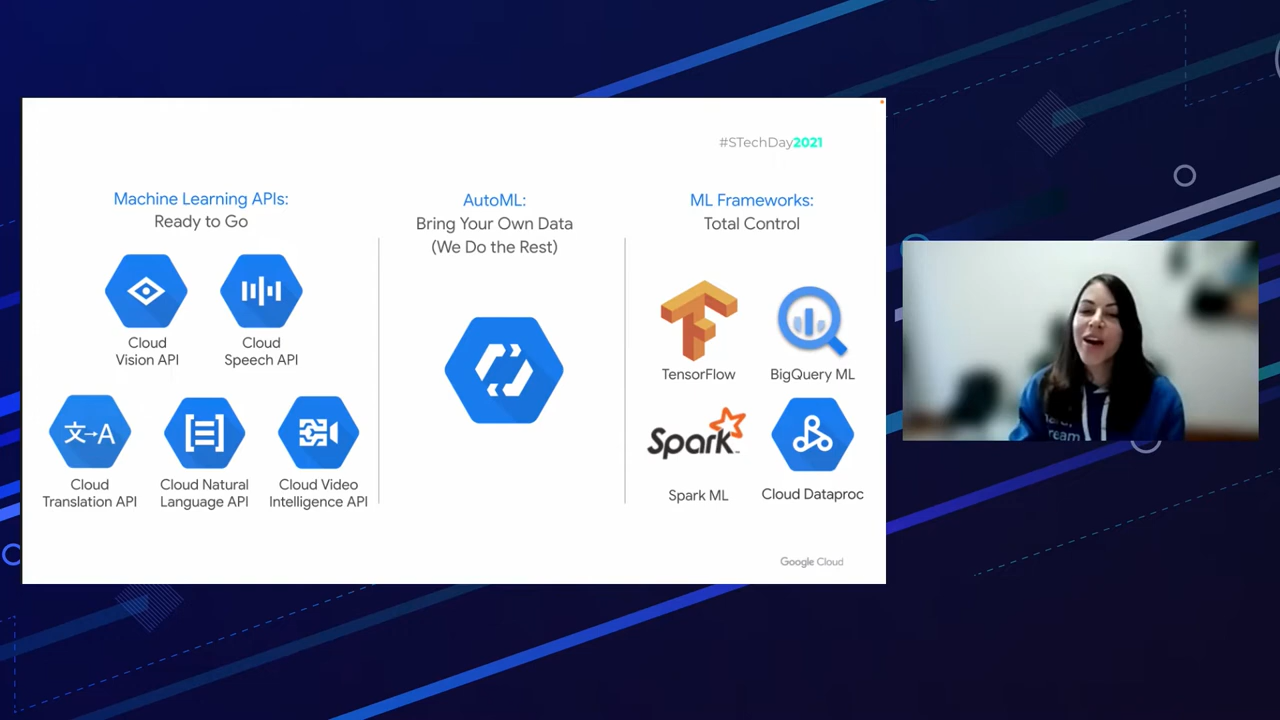 #STechDay2021
Machine Learning APIs:
Ready to Go
Cloud
Vision API
Cloud
Speech API
文→A
Cloud
Translation API
Cloud Natural
Language API
Cloud Video
Intelligence API
AutoML:
Bring Your Own Data
(We Do the Rest)
ML Frameworks:
Total Control
TensorFlow
BigQuery ML
Spark
Spark ML
Cloud Dataproc
Google Cloud